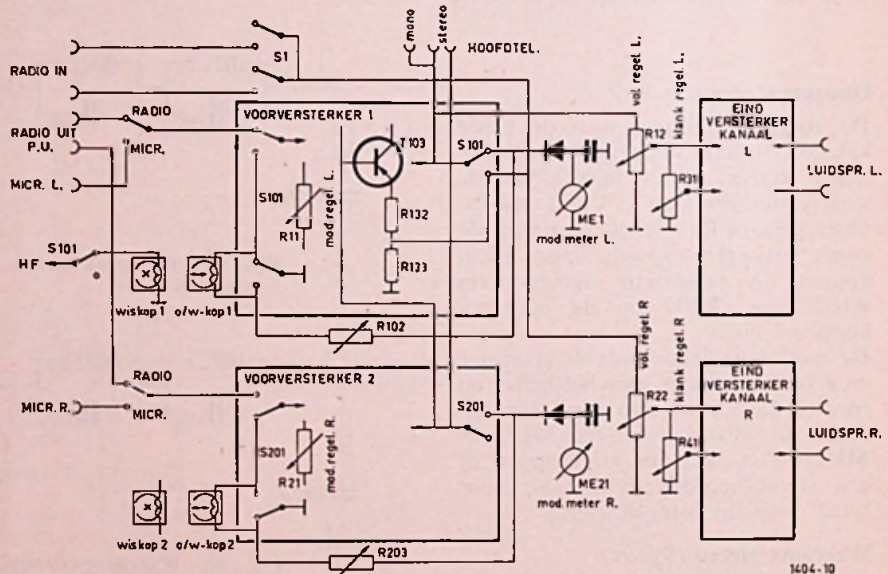 mono
stereo
HOOFDTEL.
S1
RADIO IN
RADIO UIT
P.U.
RADIO
MICR.
MICR. L.
VOORVERSTERKER 1
T103
S101
S101
R11
mod. regel. L.
R132
R133
S101
HF
wiskop 1
o/w-kop 1
R102
ME1
mod. meter L.
vol. regel. L.
R12
klank regel. L.
R31
EIND
VERSTERKER
KANAAL
L
LUIDSPR. L.
RADIO
MICR. R.
MICR.
VOORVERSTERKER 2
S201
S201
R21
mod. regel. R.
wiskop 2
o/w-kop 2
R203
ME21
mod. meter R.
vol. regel. R
R22
klank regel. R
R41
EIND
VERSTERKER
KANAAL
R
LUIDSPR. R.
1404-10